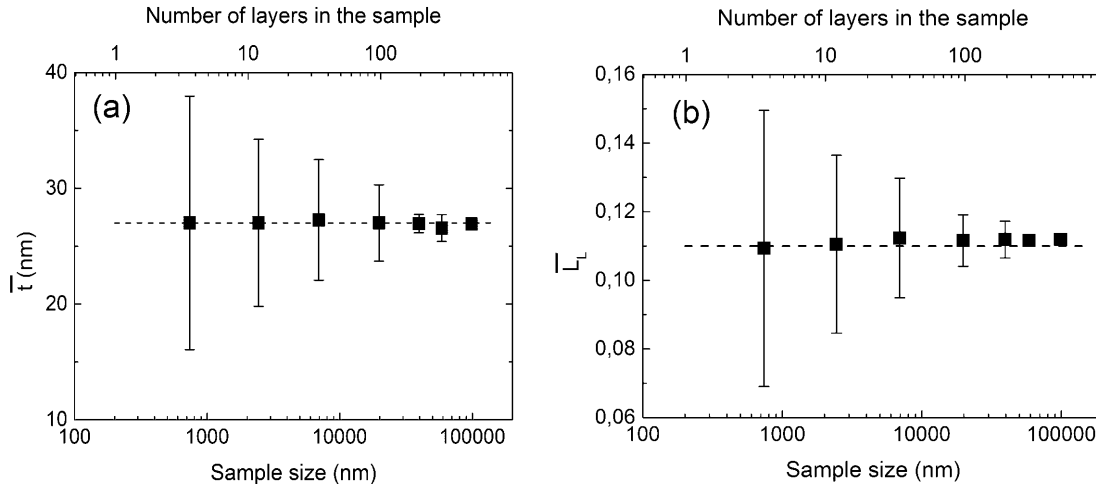 Number of layers in the sample
1 10 100
40
30
20
10
(a)
t (nm)
100 1000 10000 100000
Sample size (nm)
Number of layers in the sample
1 10 100
0,16
0,14
0,12
0,10
0,08
0,06
(b)
L_L
100 1000 10000 100000
Sample size (nm)